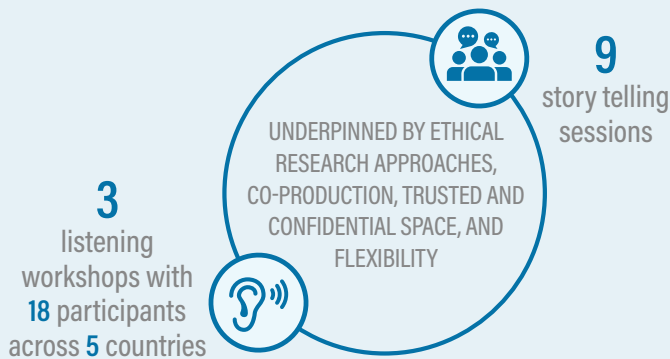 9
story telling
sessions
UNDERPINNED BY ETHICAL
RESEARCH APPROACHES,
CO-PRODUCTION, TRUSTED AND
CONFIDENTIAL SPACE, AND
FLEXIBILITY
3
listening
workshops with
18 participants
across 5 countries